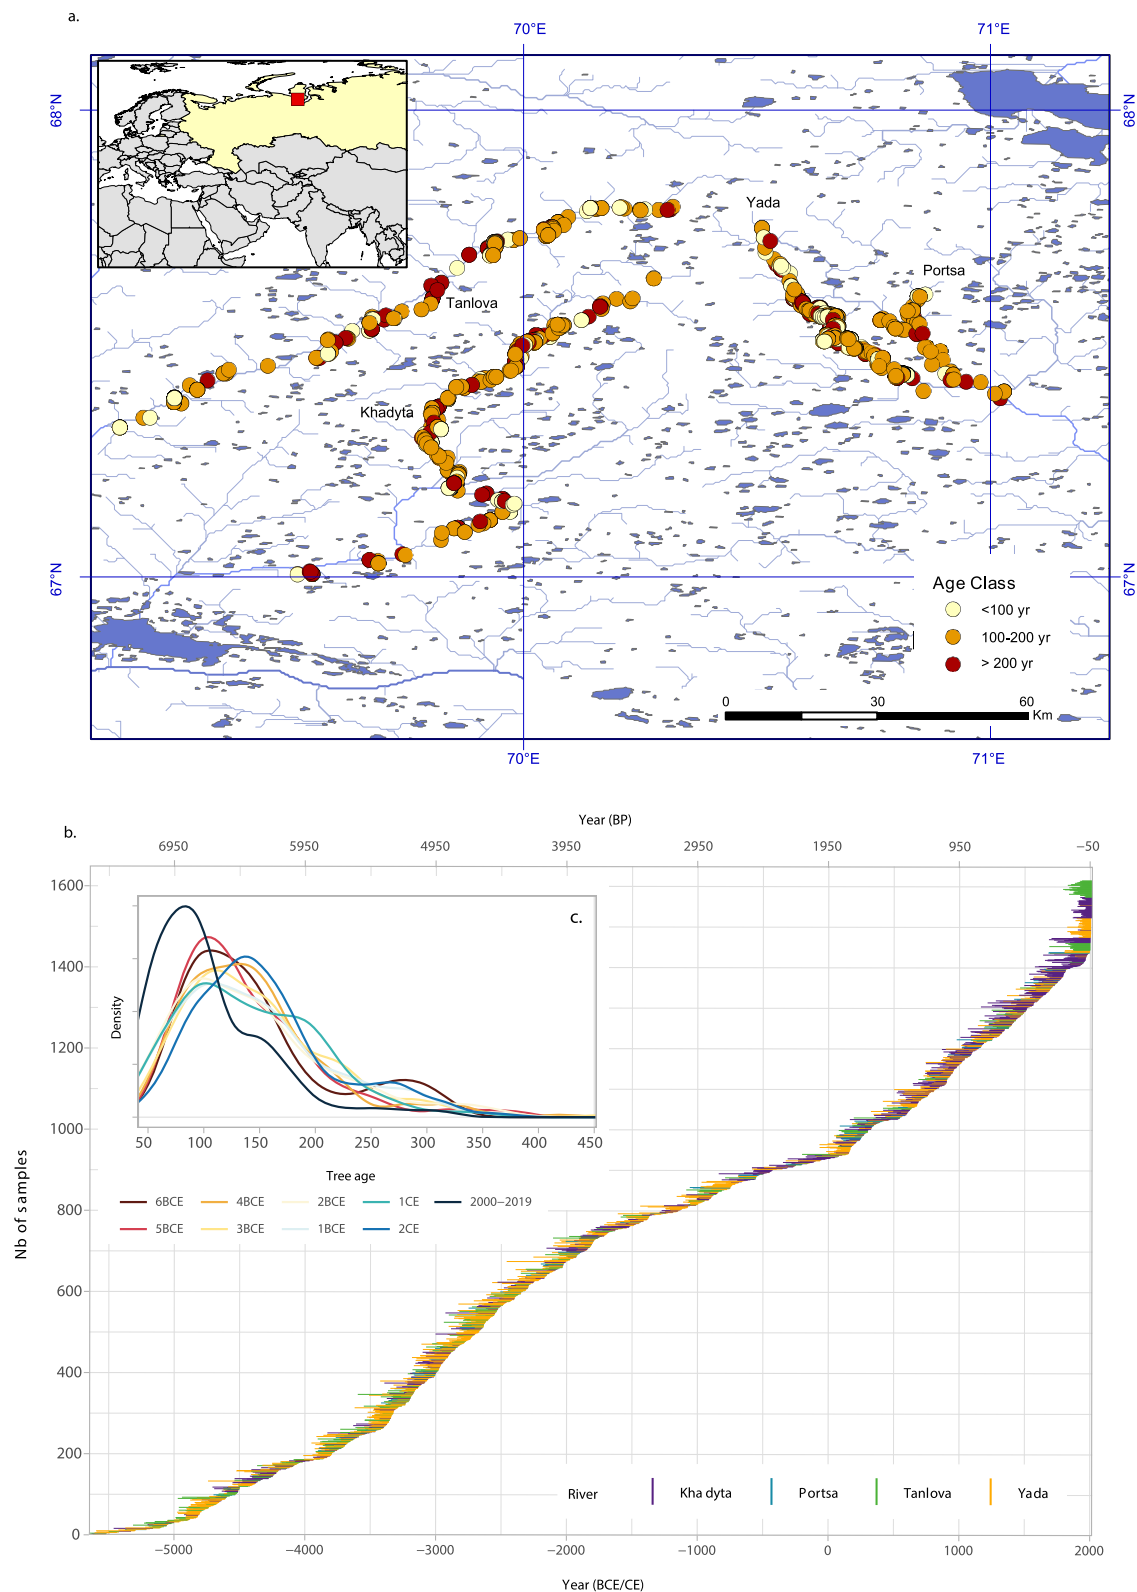 a.
70°E
71°E
68°N
68°N
Yada
Portsa
Tanlova
Khadyta
67°N
67°N
Age Class
<100 yr
100-200 yr
> 200 yr
0
30
60
Km
70°E
71°E
b.
Year (BP)
6950
5950
4950
3950
2950
1950
950
−50
1600
1400
1200
1000
800
600
400
200
0
Nb of samples
c.
Density
50
100
150
200
250
300
350
400
450
Tree age
6BCE
4BCE
2BCE
1CE
2000−2019
5BCE
3BCE
1BCE
2CE
River
Kha dyta
Portsa
Tanlova
Yada
−5000
−4000
−3000
−2000
−1000
0
1000
2000
Year (BCE/CE)